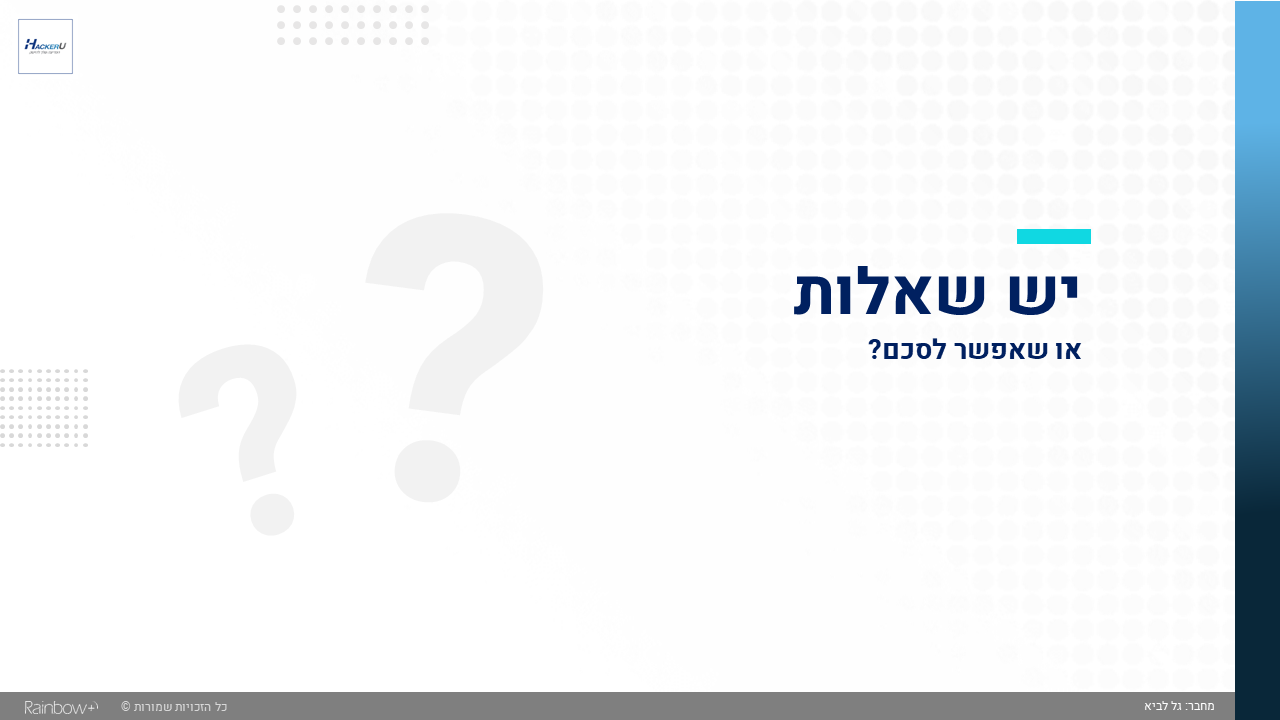 HACKERU
יש שאלות
או שאפשר לסכם?
מחבר: גל לביא
כל הזכויות שמורות ©
Rainbow+